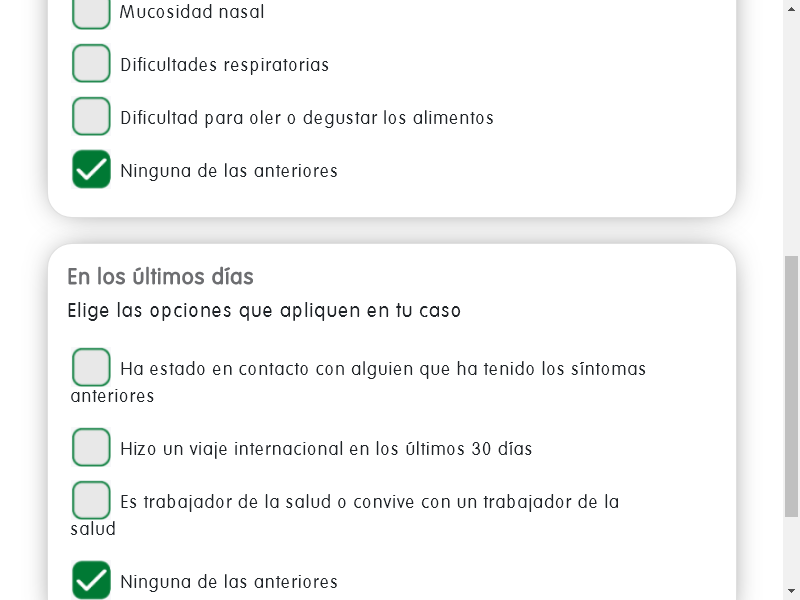 Mucosidad nasal
Dificultades respiratorias
Dificultad para oler o degustar los alimentos
Ninguna de las anteriores
En los últimos días
Elige las opciones que apliquen en tu caso
Ha estado en contacto con alguien que ha tenido los síntomas
anteriores
Hizo un viaje internacional en los últimos 30 días
Es trabajador de la salud o convive con un trabajador de la
salud
Ninguna de las anteriores